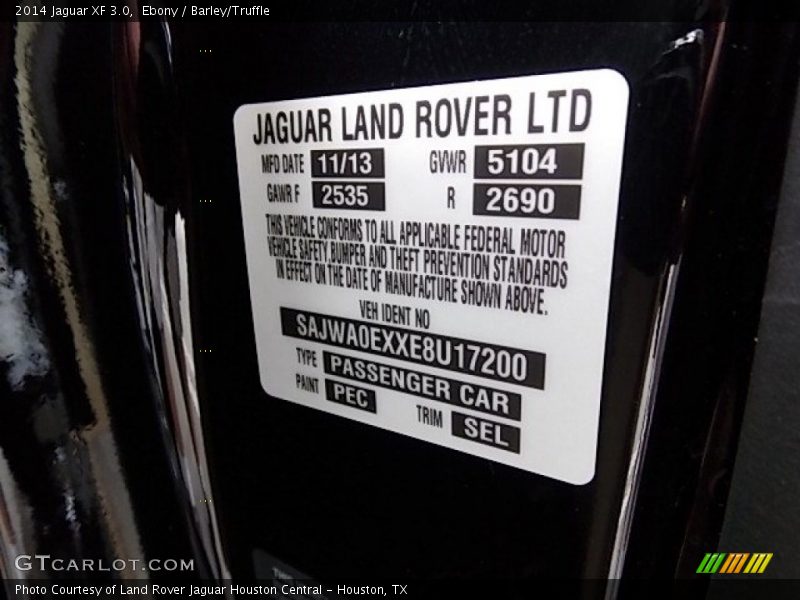 2014 Jaguar XF 3.0, Ebony / Barley/Truffle
JAGUAR LAND ROVER LTD
MFD DATE 11/13 GVWR 5104
GAWR F 2535 R 2690
THIS VEHICLE CONFORMS TO ALL APPLICABLE FEDERAL MOTOR
VEHICLE SAFETY,BUMPER AND THEFT PREVENTION STANDARDS
IN EFFECT ON THE DATE OF MANUFACTURE SHOWN ABOVE.
VEH IDENT NO
SAJWA0EXXE8U17200
TYPE PASSENGER CAR
PAINT PEC TRIM SEL
GTCARLOT.COM
Photo Courtesy of Land Rover Jaguar Houston Central - Houston, TX